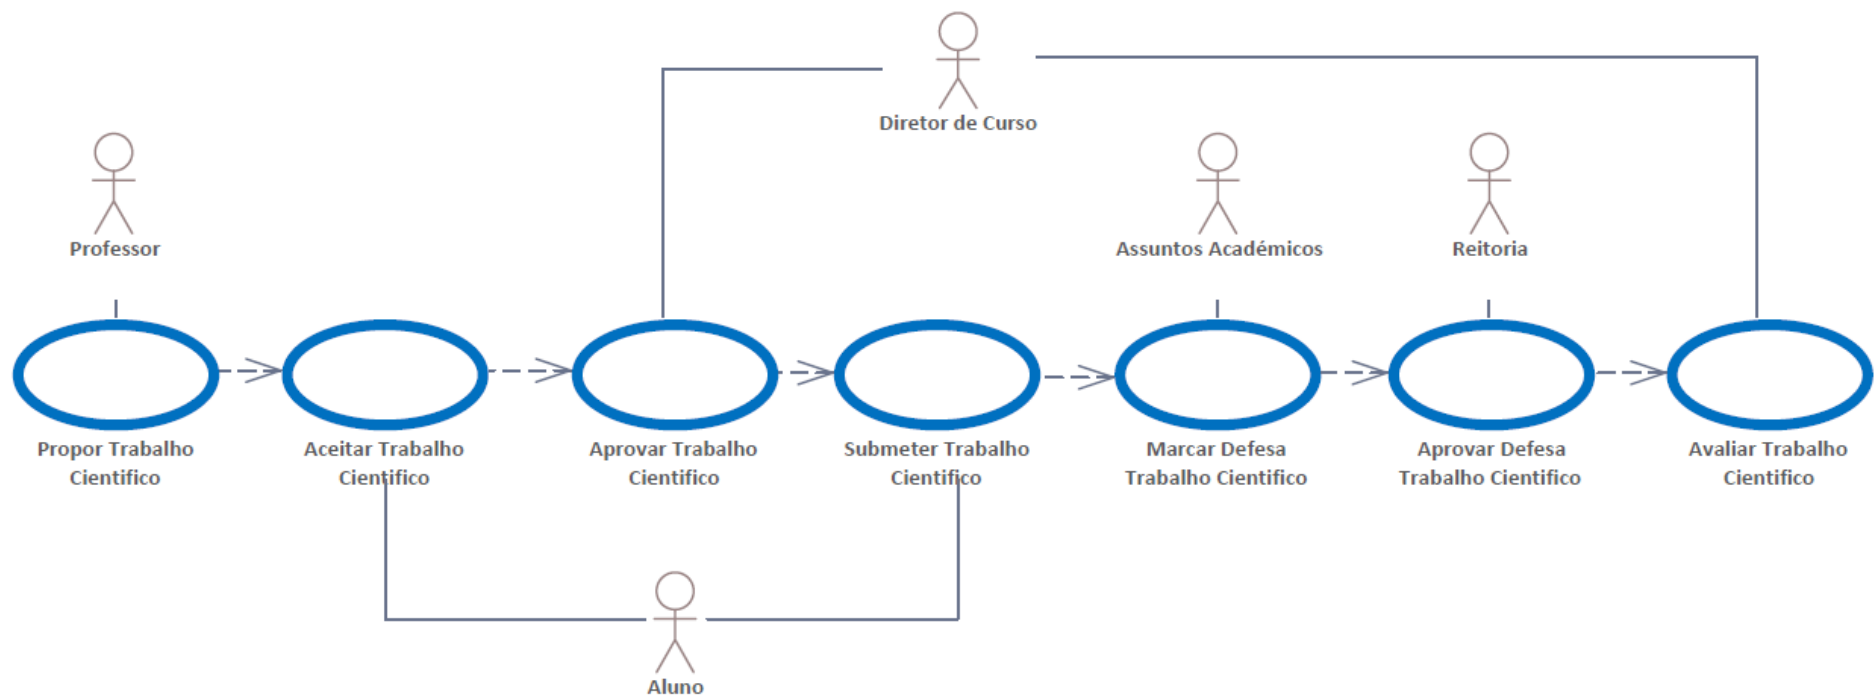 Diretor de Curso
Professor
Assuntos Académicos
Reitoria
Propor Trabalho
Cientifico
Aceitar Trabalho
Cientifico
Aprovar Trabalho
Cientifico
Submeter Trabalho
Cientifico
Marcar Defesa
Trabalho Cientifico
Aprovar Defesa
Trabalho Cientifico
Avaliar Trabalho
Cientifico
Aluno